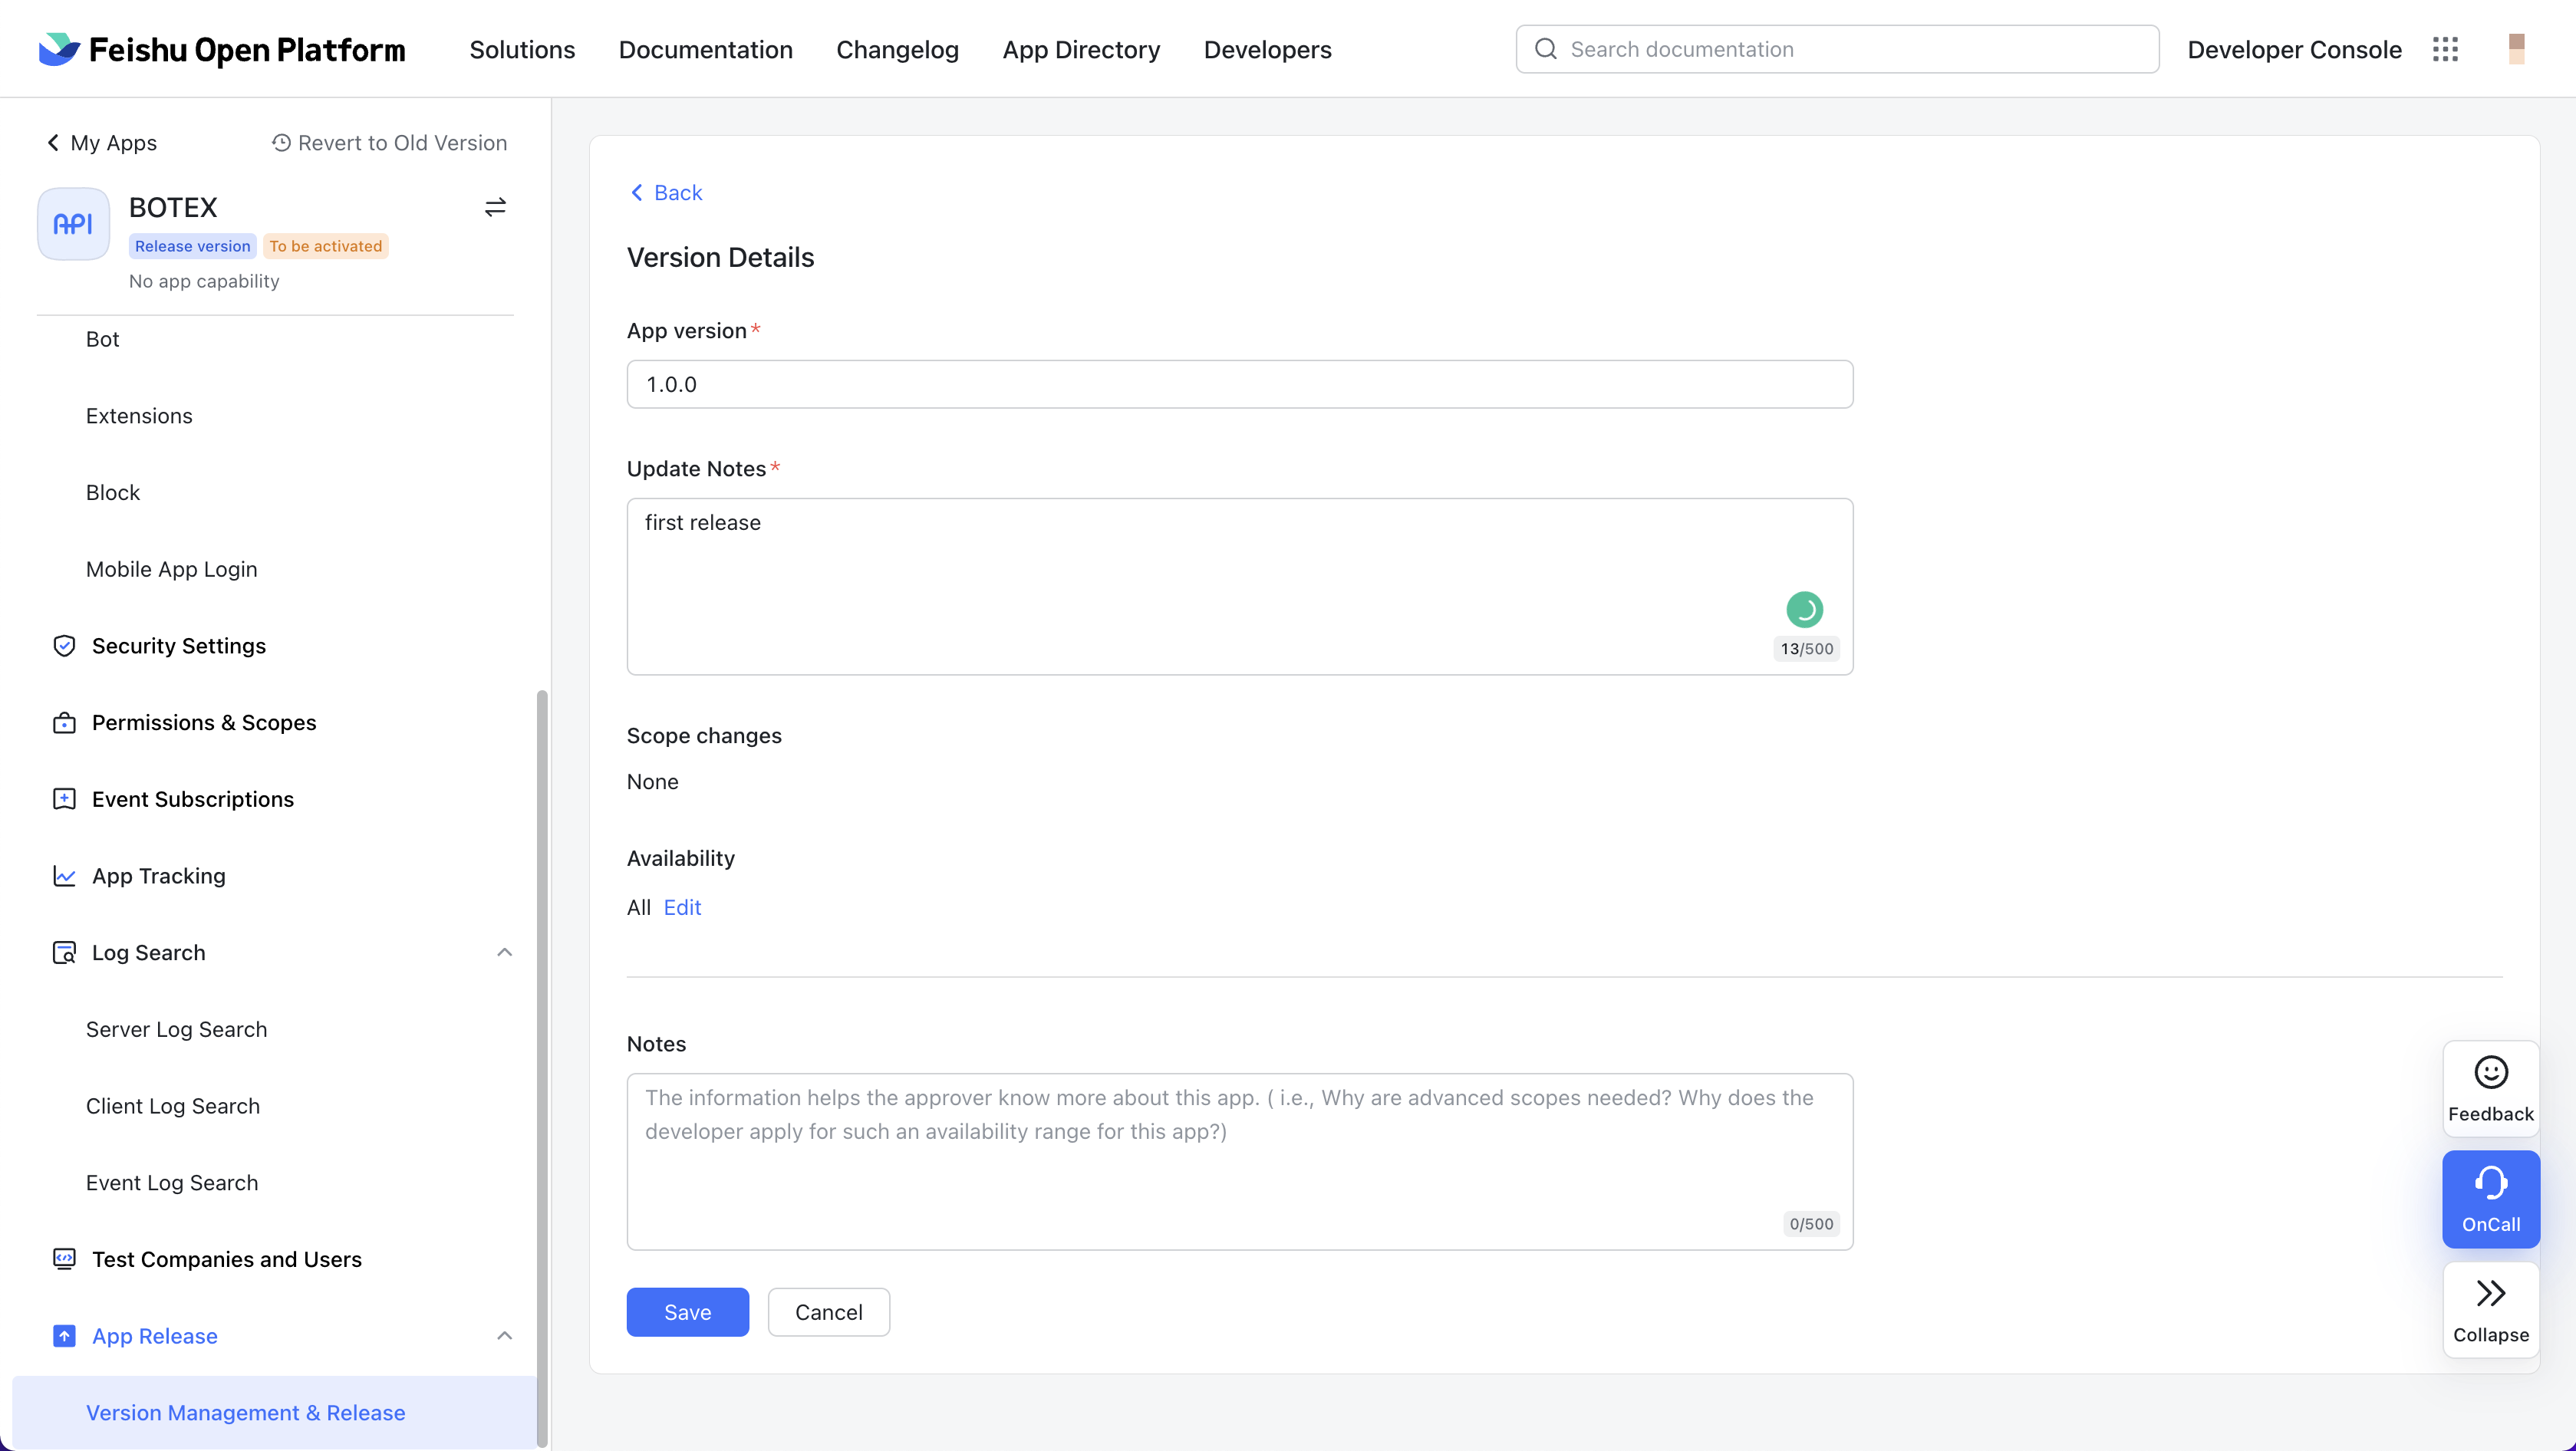 Feishu Open Platform
Solutions
Documentation
Changelog
App Directory
Developers
Search documentation
Developer Console
My Apps
Revert to Old Version
API
BOTEX
Release version
To be activated
No app capability
Bot
Extensions
Block
Mobile App Login
Security Settings
Permissions & Scopes
Event Subscriptions
App Tracking
Log Search
Server Log Search
Client Log Search
Event Log Search
Test Companies and Users
App Release
Version Management & Release
Back
Version Details
App version*
1.0.0
Update Notes*
first release
13/500
Scope changes
None
Availability
All Edit
Notes
The information helps the approver know more about this app. ( i.e., Why are advanced scopes needed? Why does the
developer apply for such an availability range for this app?)
0/500
Save
Cancel
Feedback
OnCall
Collapse